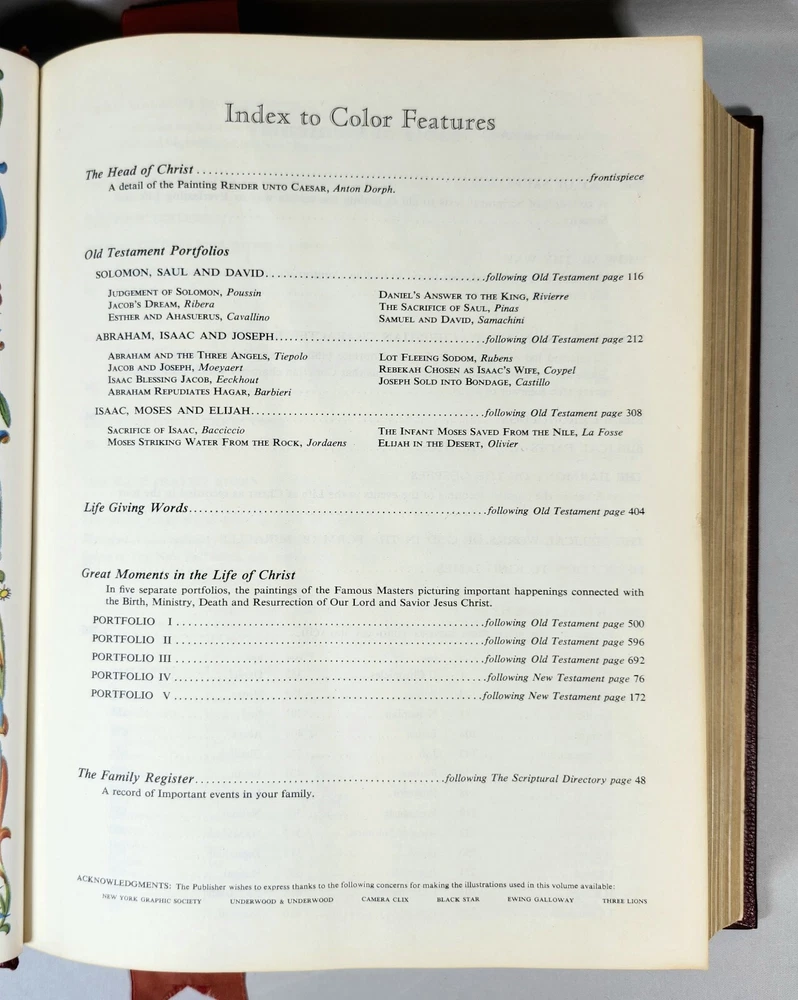 Index to Color Features
The Head of Christ ........ frontispiece
A detail of the Painting RENDER UNTO CAESAR, Anton Dorph.
Old Testament Portfolios
SOLOMON, SAUL AND DAVID ........ following Old Testament page 116
JUDGEMENT OF SOLOMON, Poussin
JACOB'S DREAM, Ribera
ESTHER AND AHASUERUS, Cavallino
DANIEL'S ANSWER TO THE KING, Rivierre
THE SACRIFICE OF SAUL, Pinas
SAMUEL AND DAVID, Samachini
ABRAHAM, ISAAC AND JOSEPH ........ following Old Testament page 212
ABRAHAM AND THE THREE ANGELS, Tiepolo
JACOB AND JOSEPH, Moeyaert
ISAAC BLESSING JACOB, Eeckhout
ABRAHAM REPUDIATES HAGAR, Barbieri
LOT FLEEING SODOM, Rubens
REBEKAH CHOSEN AS ISAAC'S WIFE, Coypel
JOSEPH SOLD INTO BONDAGE, Castillo
ISAAC, MOSES AND ELIJAH ........ following Old Testament page 308
SACRIFICE OF ISAAC, Bacciccio
MOSES STRIKING WATER FROM THE ROCK, Jordaens
THE INFANT MOSES SAVED FROM THE NILE, La Fosse
ELIJAH IN THE DESERT, Olivier
Life Giving Words ........ following Old Testament page 404
Great Moments in the Life of Christ
In five separate portfolios, the paintings of the Famous Masters picturing important happenings connected with
the Birth, Ministry, Death and Resurrection of Our Lord and Savior Jesus Christ.
PORTFOLIO I ........ following Old Testament page 500
PORTFOLIO II ........ following Old Testament page 596
PORTFOLIO III ........ following Old Testament page 692
PORTFOLIO IV ........ following New Testament page 76
PORTFOLIO V ........ following New Testament page 172
The Family Register ........ following The Scriptural Directory page 48
A record of Important events in your family.
ACKNOWLEDGMENTS: The Publisher wishes to express thanks to the following concerns for making the illustrations used in this volume available:
NEW YORK GRAPHIC SOCIETY UNDERWOOD & UNDERWOOD CAMERA CLIX BLACK STAR EWING GALLOWAY THREE LIONS